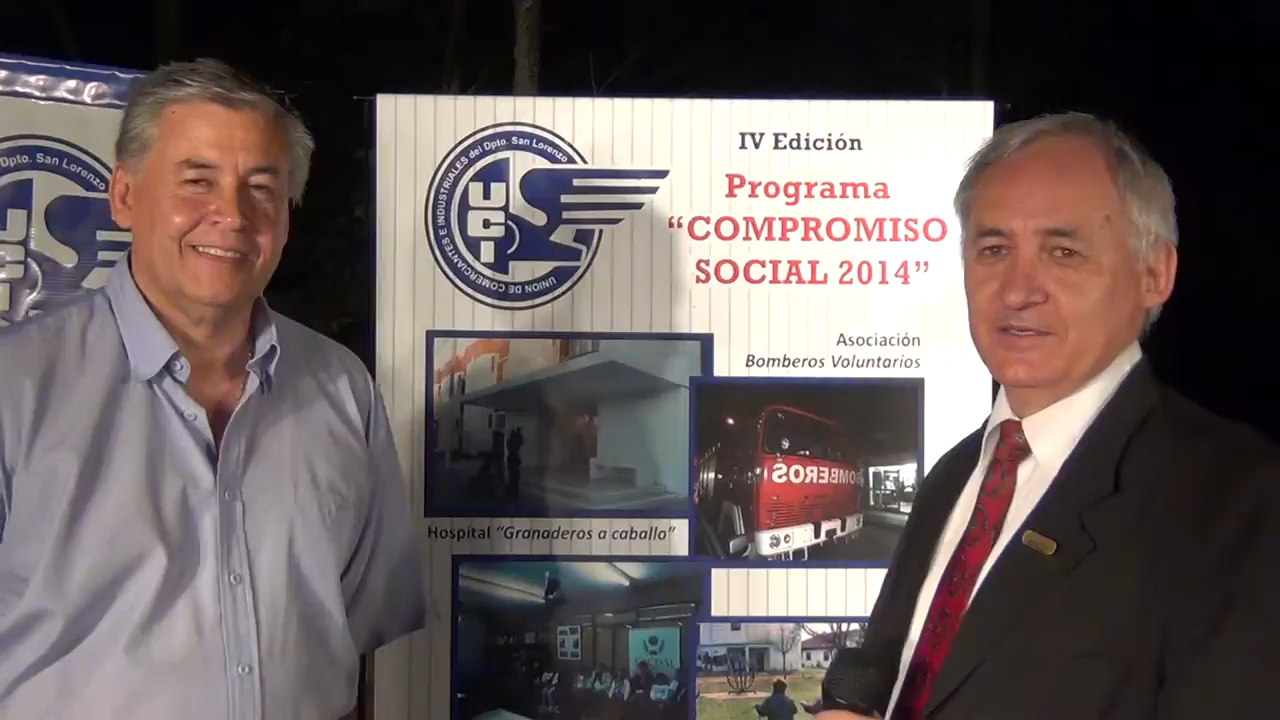 Dpto. San Lorenzo
UCI
UNION DE COMERCIANTES E INDUSTRIALES del Dpto. San Lorenzo
UCI
IV Edición
Programa
“COMPROMISO
SOCIAL 2014”
Asociación
Bomberos Voluntarios
BOMBEROS
Hospital “Granaderos a caballo”